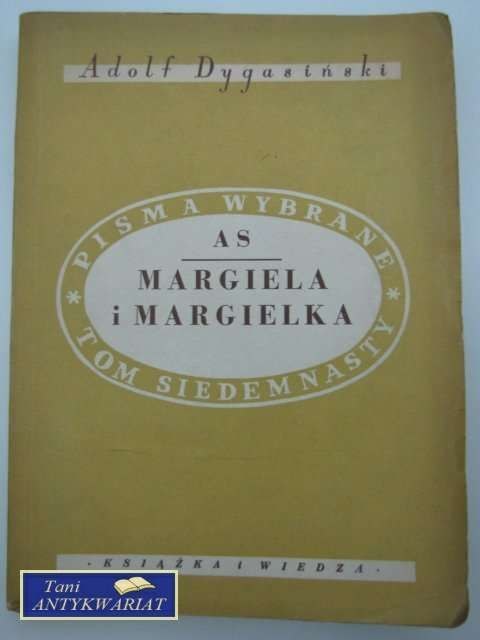 Adolf Dygasiński
* PISMA WYBRANE *
AS
MARGIELA
i MARGIELKA
TOM SIEDEMNASTY
· KSIĄŻKA i WIEDZA ·
Tani
ANTYKWARIAT